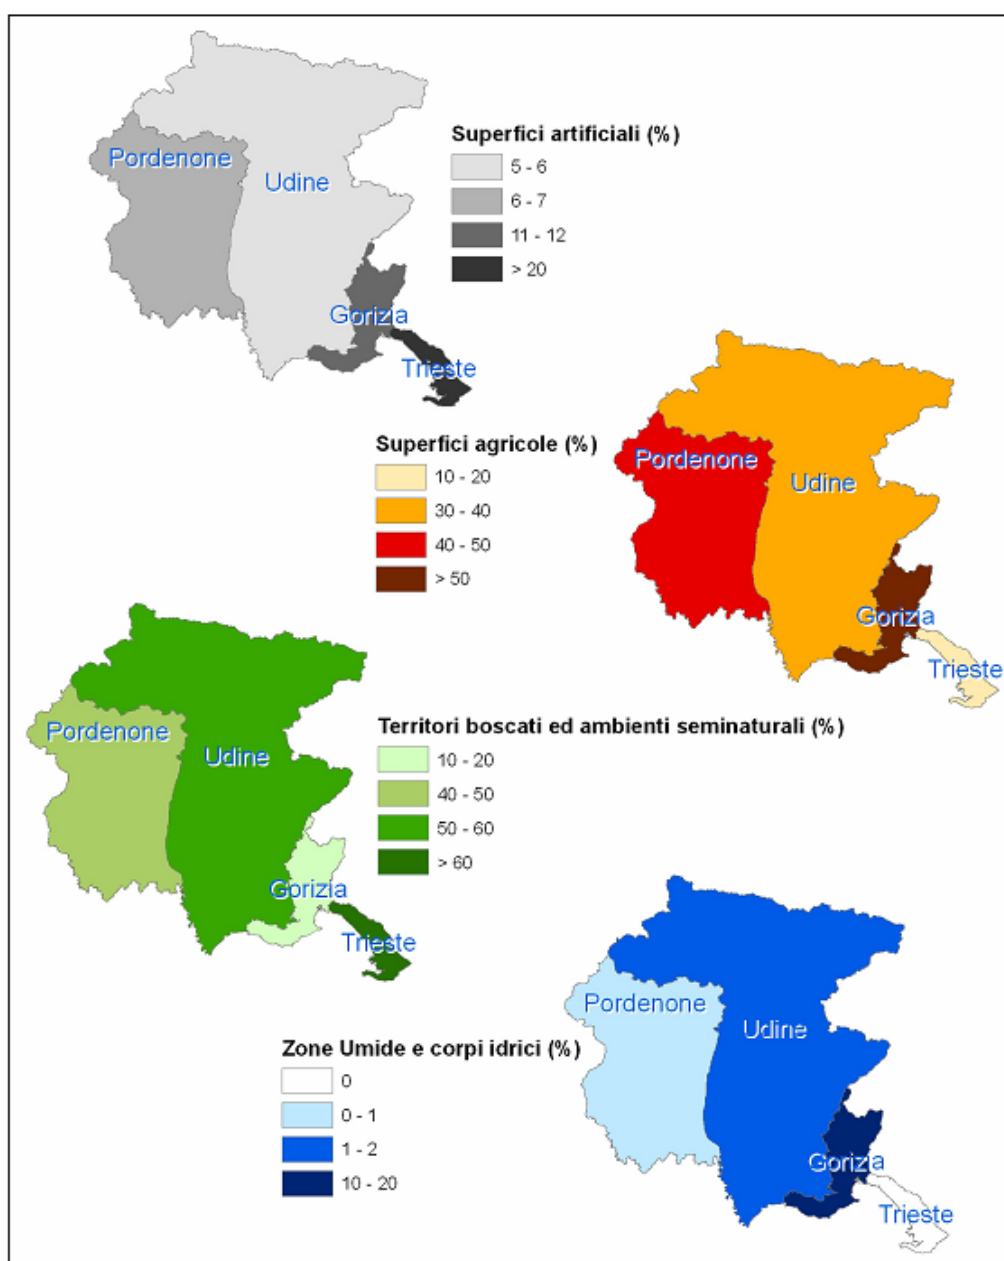 Superfici artificiali (%)
5 - 6
6 - 7
11 - 12
> 20
Pordenone
Udine
Gorizia
Trieste
Superfici agricole (%)
10 - 20
30 - 40
40 - 50
> 50
Pordenone
Udine
Gorizia
Trieste
Territori boscati ed ambienti seminaturali (%)
10 - 20
40 - 50
50 - 60
> 60
Pordenone
Udine
Gorizia
Trieste
Zone Umide e corpi idrici (%)
0
0 - 1
1 - 2
10 - 20
Pordenone
Udine
Gorizia
Trieste